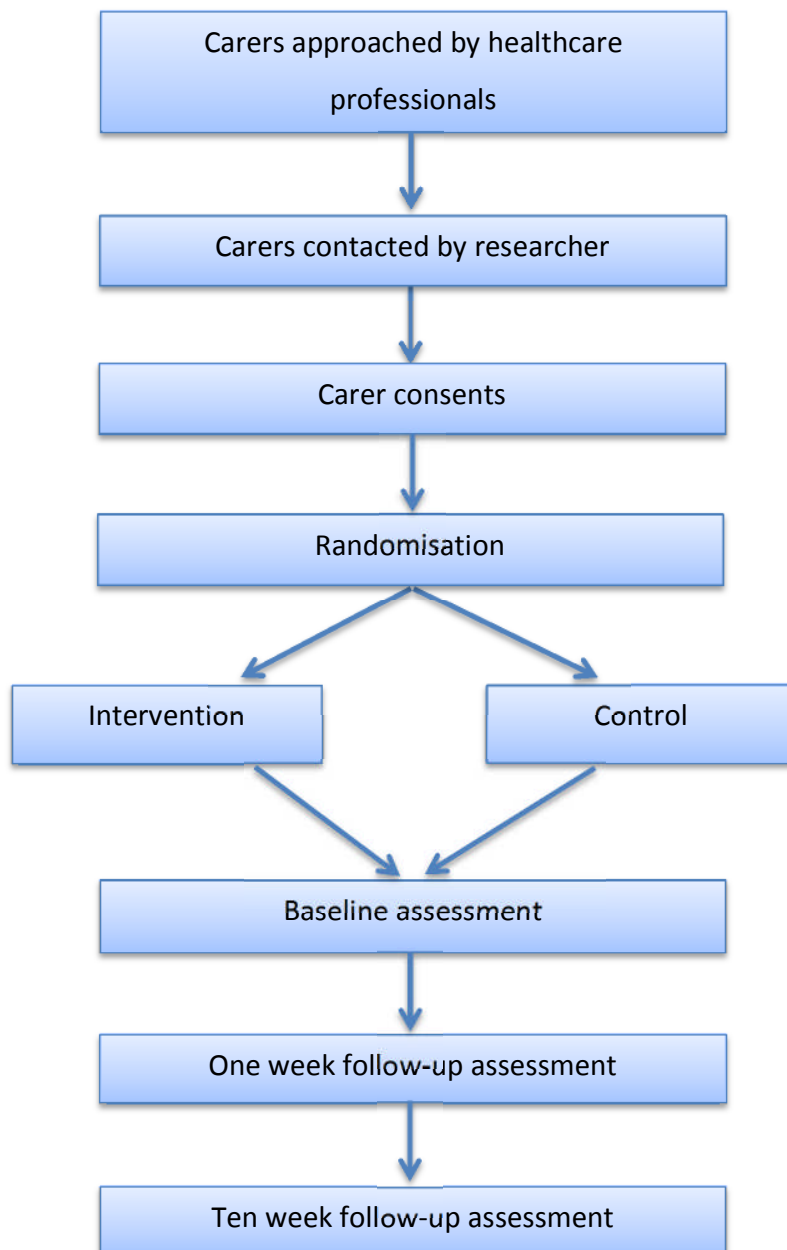 Carers approached by healthcare
professionals
Carers contacted by researcher
Carer consents
Randomisation
Intervention
Control
Baseline assessment
One week follow-up assessment
Ten week follow-up assessment